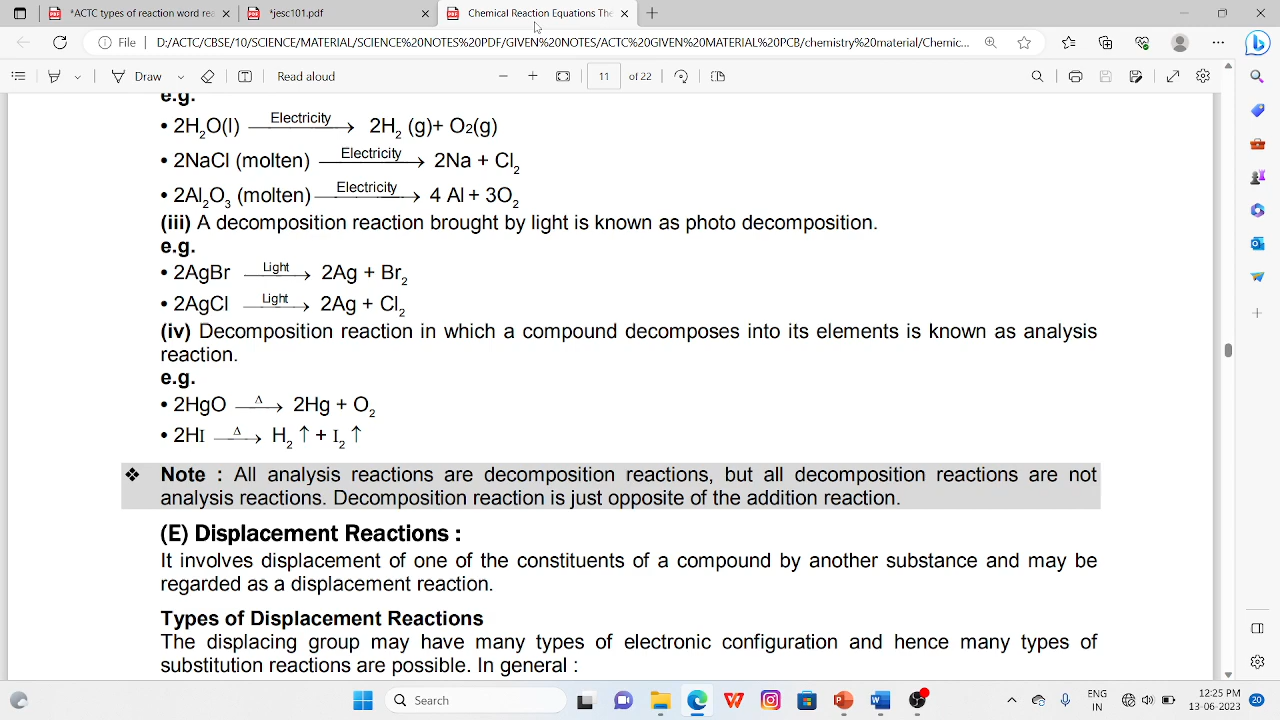 *ACTC types of reaction word rea
*jesc101.pdf
Chemical Reaction Equations The
File
D:/ACTC/CBSE/10/SCIENCE/MATERIAL/SCIENCE%20NOTES%20PDF/GIVEN%20NOTES/ACTC%20GIVEN%20MATERIAL%20PCB/chemistry%20material/Chemic...
Draw
Read aloud
11
of 22
e.g.
• 2H₂O(l) —Electricity→ 2H₂ (g)+ O2(g)
• 2NaCl (molten) —Electricity→ 2Na + Cl₂
• 2Al₂O₃ (molten) —Electricity→ 4 Al + 3O₂
(iii) A decomposition reaction brought by light is known as photo decomposition.
e.g.
• 2AgBr —Light→ 2Ag + Br₂
• 2AgCl —Light→ 2Ag + Cl₂
(iv) Decomposition reaction in which a compound decomposes into its elements is known as analysis
reaction.
e.g.
• 2HgO —Δ→ 2Hg + O₂
• 2HI —Δ→ H₂ ↑ + I₂ ↑
❖ Note : All analysis reactions are decomposition reactions, but all decomposition reactions are not
analysis reactions. Decomposition reaction is just opposite of the addition reaction.
(E) Displacement Reactions :
It involves displacement of one of the constituents of a compound by another substance and may be
regarded as a displacement reaction.
Types of Displacement Reactions
The displacing group may have many types of electronic configuration and hence many types of
substitution reactions are possible. In general :
Search
ENG
IN
12:25 PM
13-06-2023
20